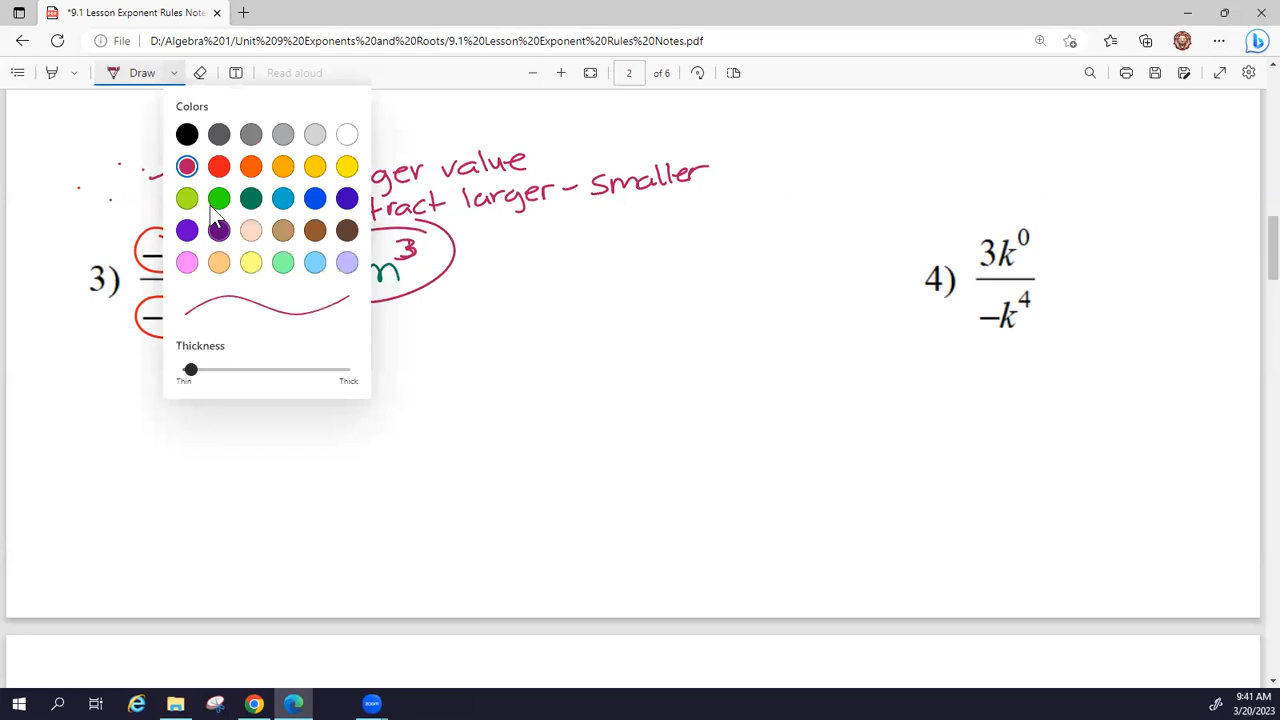 *9.1 Lesson Exponent Rules Note
File D:/Algebra%201/Unit%209%20Exponents%20and%20Roots/9.1%20Lesson%20Exponent%20Rules%20Notes.pdf
Draw Read aloud 2 of 6
Colors
ger value
tract larger - smaller
3) − n³
4) 3k⁰ / −k⁴
−
Thickness
Thin Thick
9:41 AM
3/20/2023